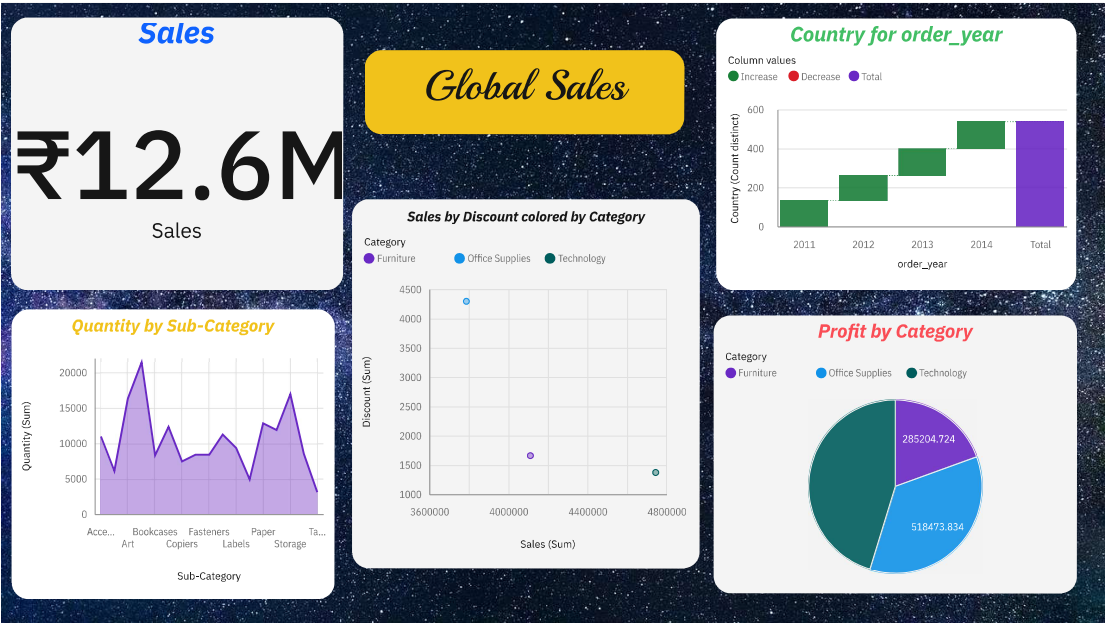 Sales
₹12.6M
Sales
Global Sales
Country for order_year
Column values
Increase Decrease Total
Country (Count distinct)
600
400
200
0
2011 2012 2013 2014 Total
order_year
Quantity by Sub-Category
Quantity (Sum)
20000
15000
10000
5000
0
Acce... Bookcases Fasteners Paper Ta...
Art Copiers Labels Storage
Sub-Category
Sales by Discount colored by Category
Category
Furniture Office Supplies Technology
Discount (Sum)
4500
4000
3500
3000
2500
2000
1500
1000
3600000 4000000 4400000 4800000
Sales (Sum)
Profit by Category
Category
Furniture Office Supplies Technology
285204.724
518473.834